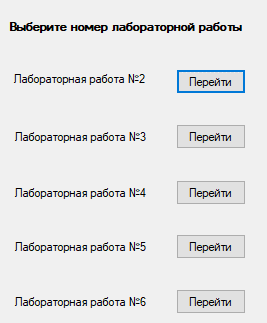 Выберите номер лабораторной работы
Лабораторная работа №2 Перейти
Лабораторная работа №3 Перейти
Лабораторная работа №4 Перейти
Лабораторная работа №5 Перейти
Лабораторная работа №6 Перейти